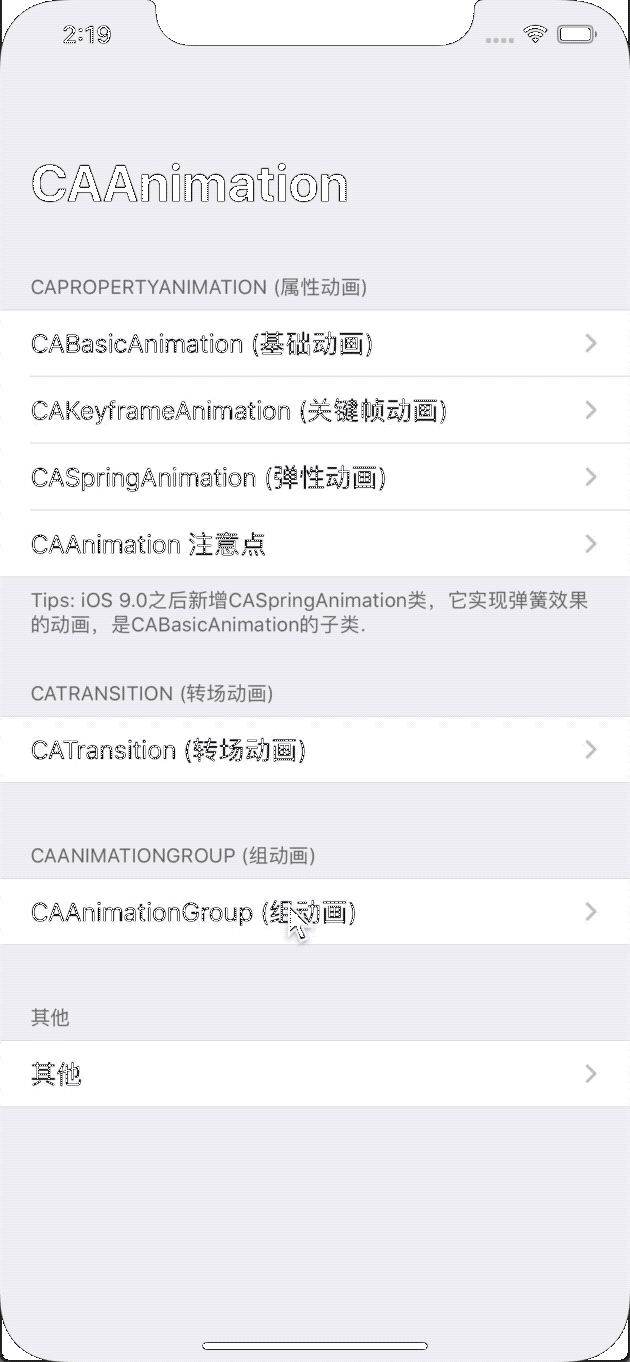 2:19
CAAnimation
CAPROPERTYANIMATION (属性动画)
CABasicAnimation (基础动画)
CAKeyframeAnimation (关键帧动画)
CASpringAnimation (弹性动画)
CAAnimation 注意点
Tips: iOS 9.0之后新增CASpringAnimation类，它实现弹簧效果
的动画，是CABasicAnimation的子类.
CATRANSITION (转场动画)
CATransition (转场动画)
CAANIMATIONGROUP (组动画)
CAAnimationGroup (组动画)
其他
其他